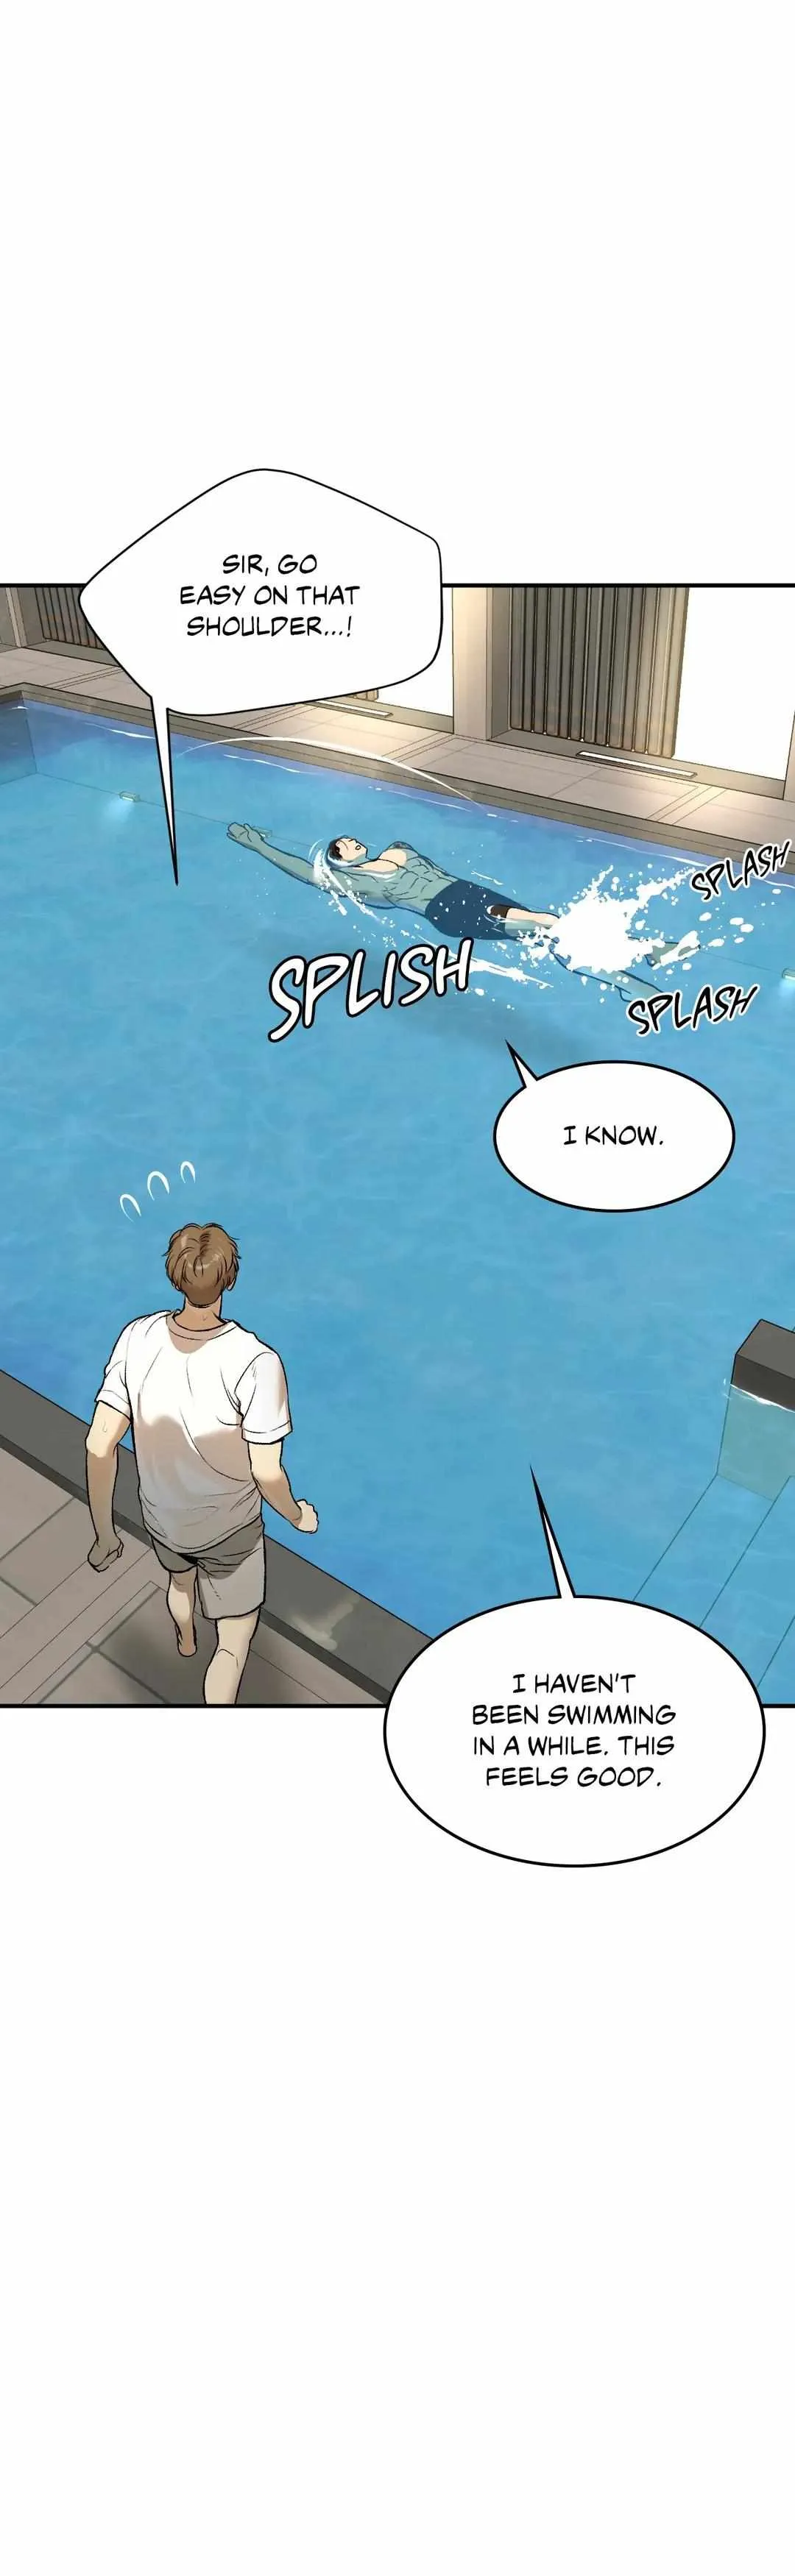 SIR, GO
EASY ON THAT
SHOULDER...!
SPLASH
SPLISH
SPLASH
I KNOW.
I HAVEN'T
BEEN SWIMMING
IN A WHILE. THIS
FEELS GOOD.